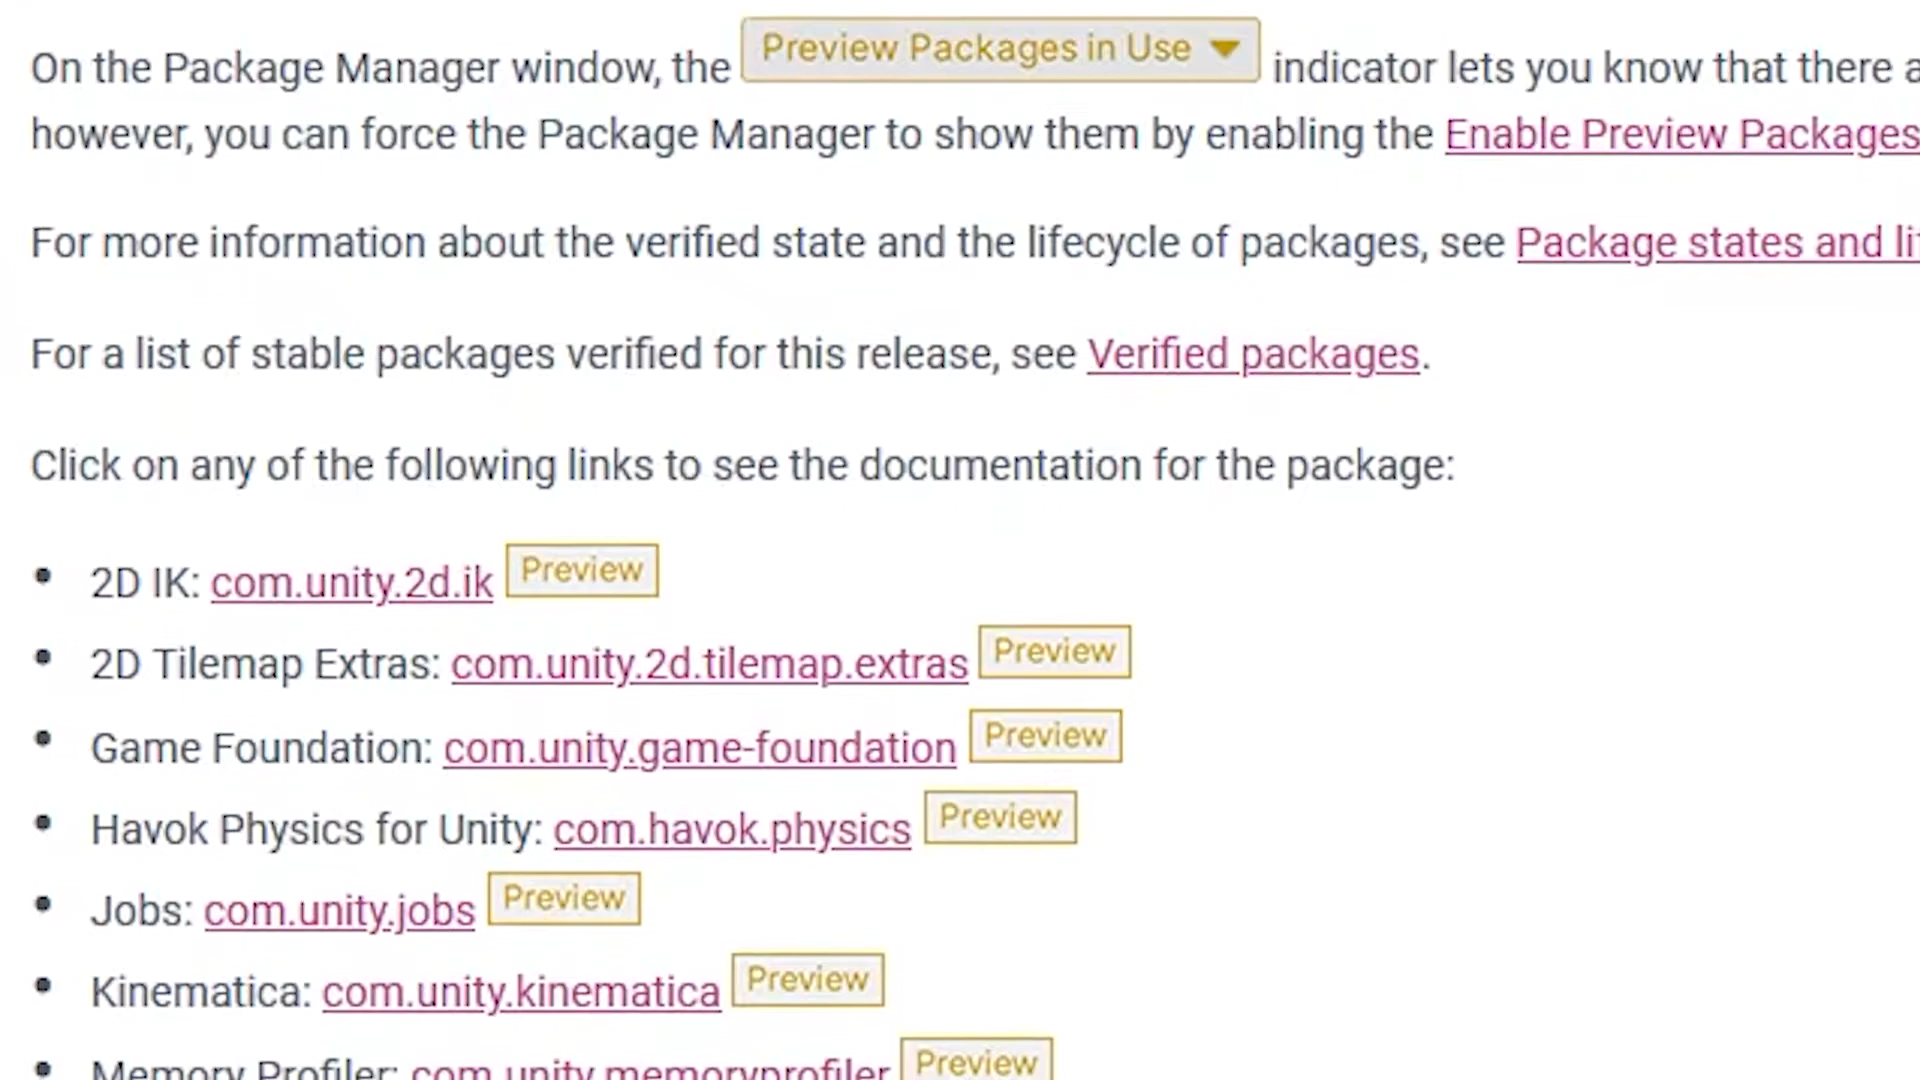 On the Package Manager window, the Preview Packages in Use indicator lets you know that there a
however, you can force the Package Manager to show them by enabling the Enable Preview Packages
For more information about the verified state and the lifecycle of packages, see Package states and li
For a list of stable packages verified for this release, see Verified packages.
Click on any of the following links to see the documentation for the package:
• 2D IK: com.unity.2d.ik Preview
• 2D Tilemap Extras: com.unity.2d.tilemap.extras Preview
• Game Foundation: com.unity.game-foundation Preview
• Havok Physics for Unity: com.havok.physics Preview
• Jobs: com.unity.jobs Preview
• Kinematica: com.unity.kinematica Preview
• Memory Profiler: com.unity.memoryprofiler Preview